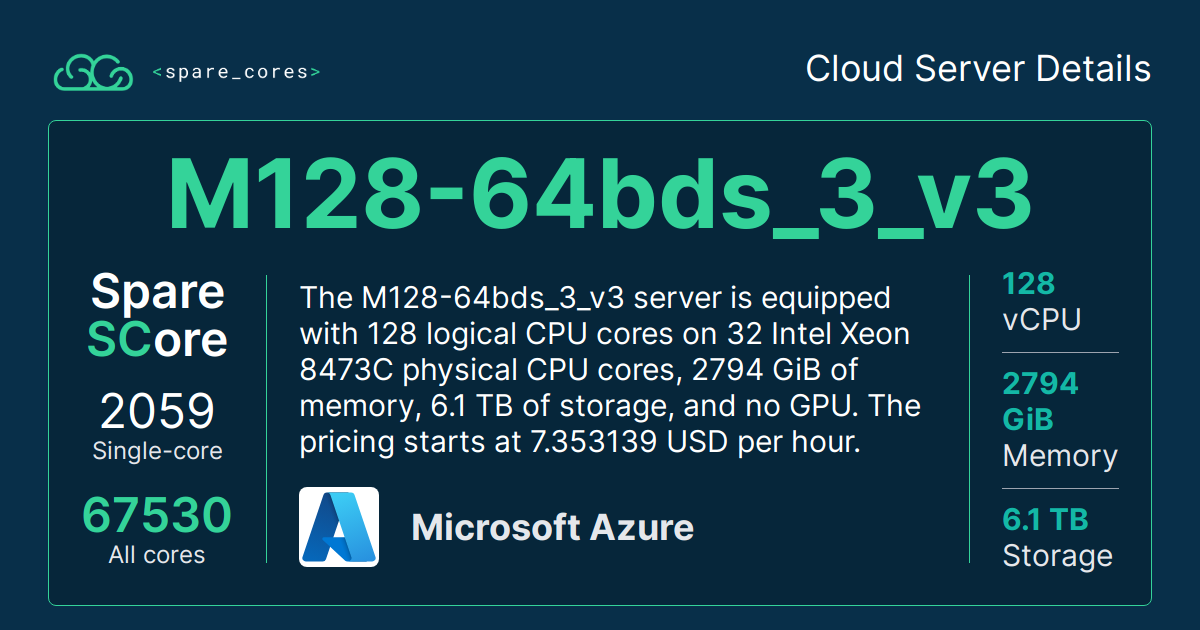 <spare_cores>
Cloud Server Details
M128-64bds_3_v3
Spare
SCore
2059
Single-core
67530
All cores
The M128-64bds_3_v3 server is equipped
with 128 logical CPU cores on 32 Intel Xeon
8473C physical CPU cores, 2794 GiB of
memory, 6.1 TB of storage, and no GPU. The
pricing starts at 7.353139 USD per hour.
Microsoft Azure
128
vCPU
2794
GiB
Memory
6.1 TB
Storage